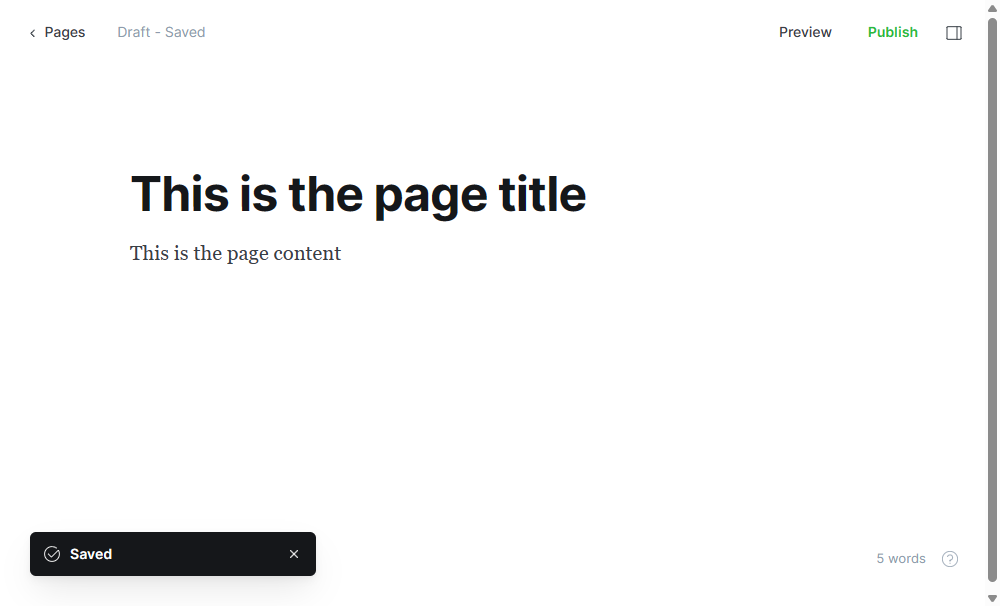 Pages
Draft - Saved
Preview
Publish
This is the page title
This is the page content
Saved
5 words
?